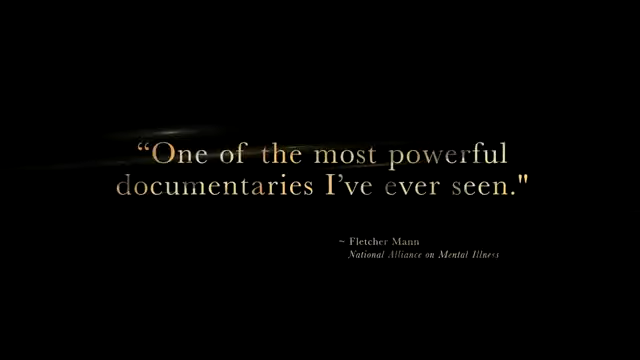 “One of the most powerful
documentaries I’ve ever seen."
~ Fletcher Mann
National Alliance on Mental Illness